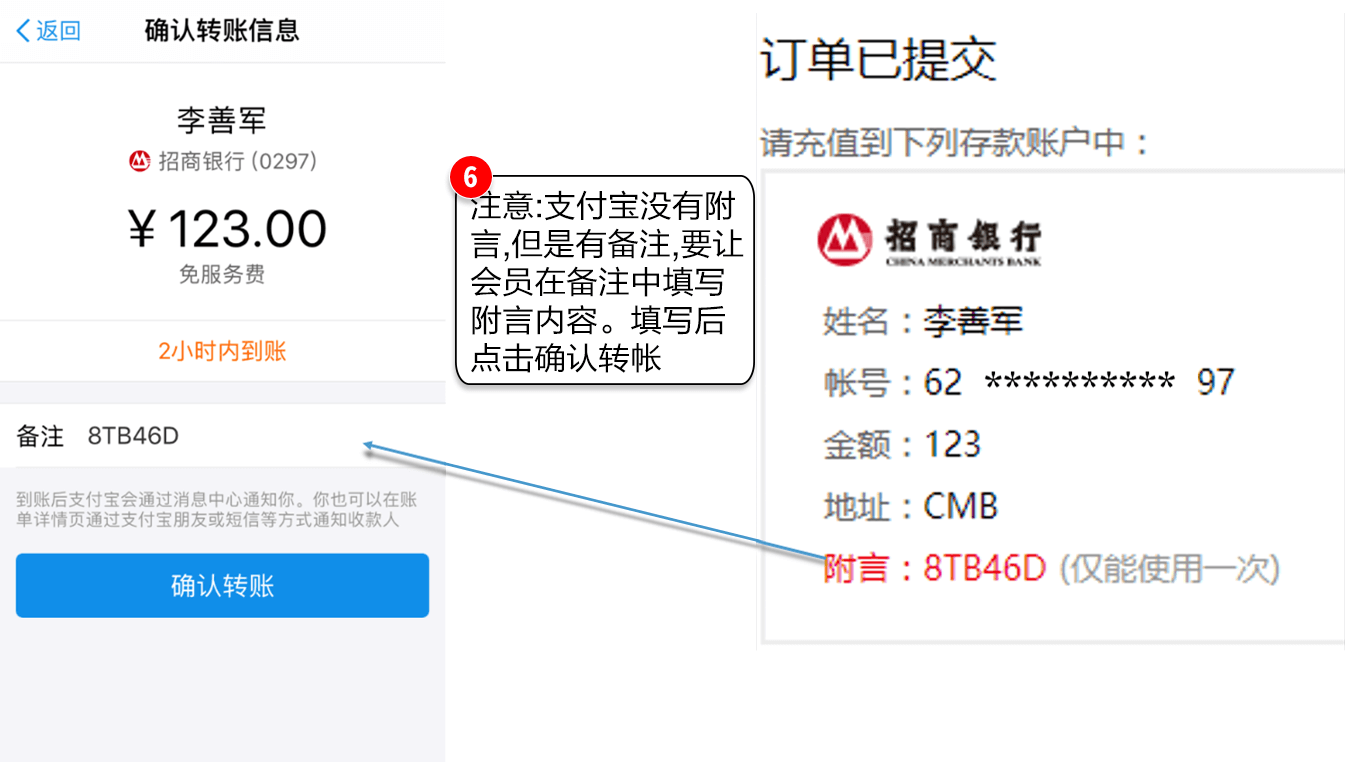 返回
确认转账信息
李善军
招商银行 (0297)
¥ 123.00
免服务费
2小时内到账
备注 8TB46D
到账后支付宝会通过消息中心通知你。你也可以在账
单详情页通过支付宝朋友或短信等方式通知收款人
确认转账
6
注意:支付宝没有附
言,但是有备注,要让
会员在备注中填写
附言内容。填写后
点击确认转帐
订单已提交
请充值到下列存款账户中：
招商银行
CHINA MERCHANTS BANK
姓名：李善军
帐号：62 ********** 97
金额：123
地址：CMB
附言：8TB46D (仅能使用一次)